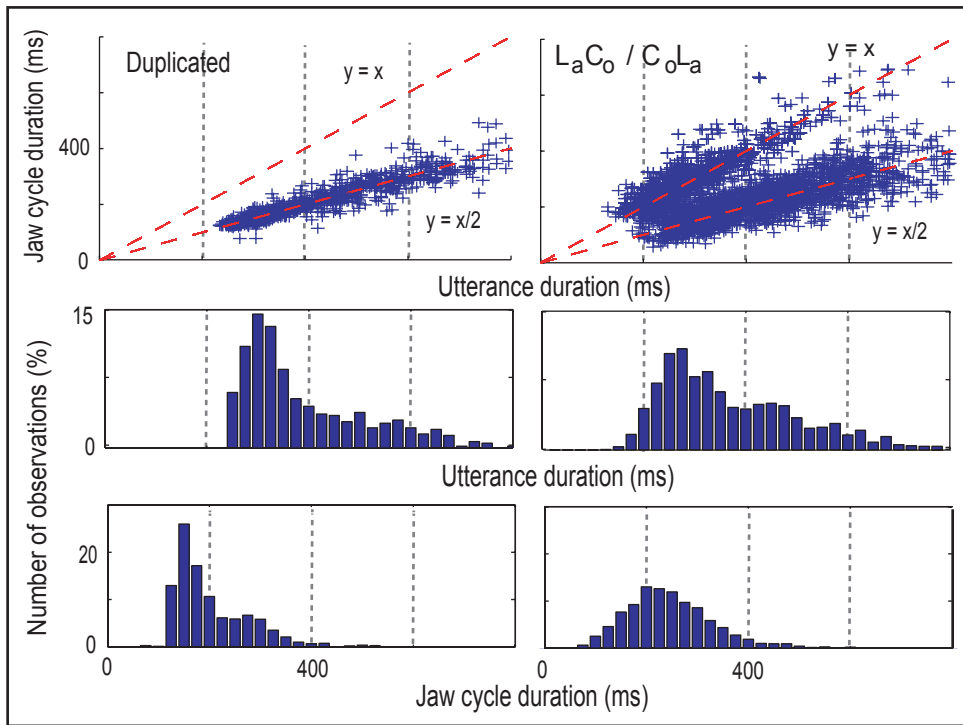 Jaw cycle duration (ms)
400
0
Duplicated
y = x
y = x/2
LaCo / CoLa
y = x
y = x/2
Utterance duration (ms)
Number of observations (%)
15
0
Utterance duration (ms)
20
0
0
400
0
400
Jaw cycle duration (ms)